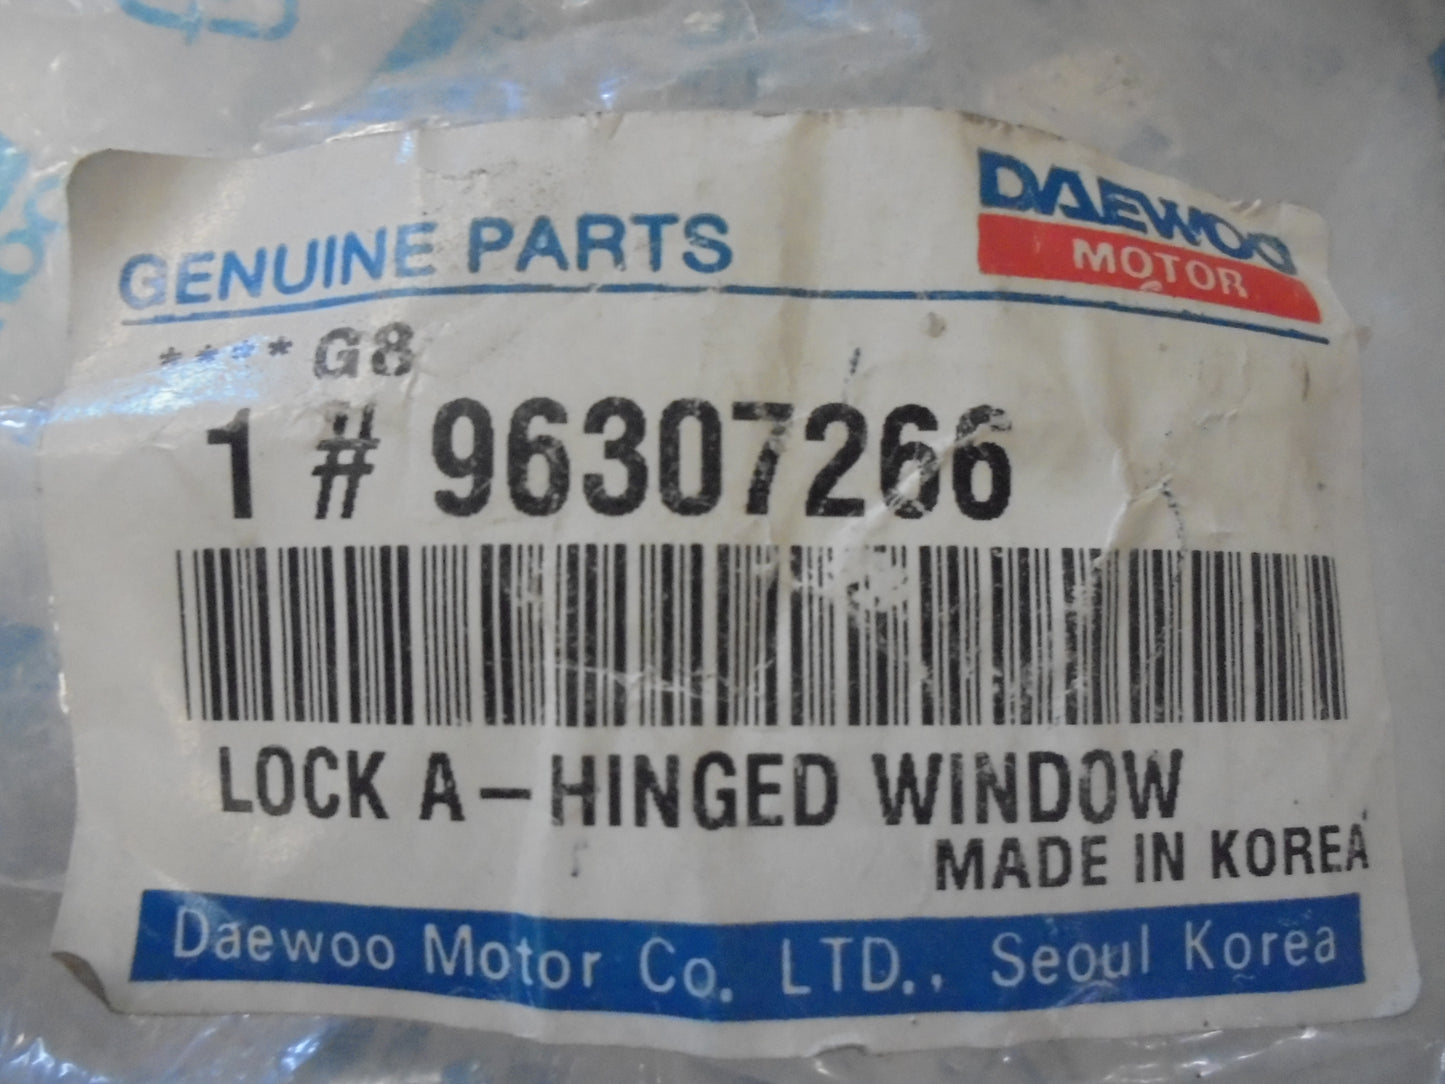 DAEWOO
MOTOR
GENUINE PARTS
****G8
1 # 96307266
LOCK A-HINGED WINDOW
MADE IN KOREA
Daewoo Motor Co. LTD., Seoul Korea